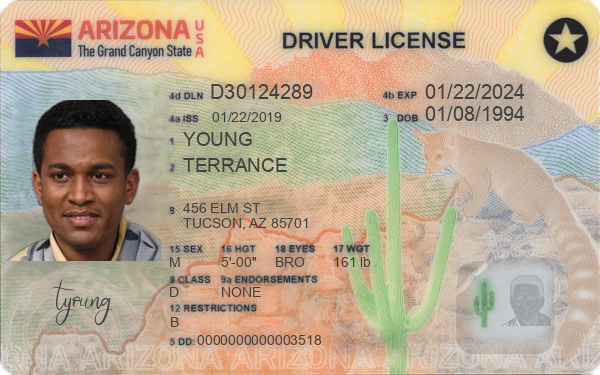 ARIZONA USA
The Grand Canyon State
DRIVER LICENSE
4d DLN D30124289 4b EXP 01/22/2024
4a ISS 01/22/2019 3 DOB 01/08/1994
1 YOUNG
2 TERRANCE
8 456 ELM ST
TUCSON, AZ 85701
15 SEX 16 HGT 18 EYES 17 WGT
M 5'-00" BRO 161 lb
9 CLASS 9a ENDORSEMENTS
D NONE
12 RESTRICTIONS
B
tyoung
5 DD: 0000000000003518
ARIZONA ARIZONA ARIZONA ARIZONA